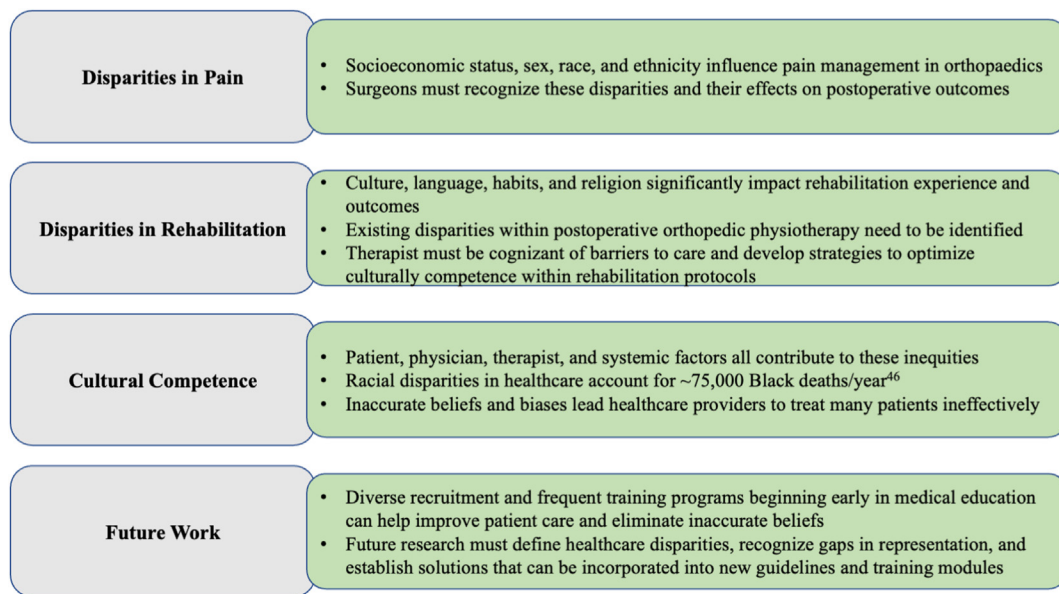 Disparities in Pain
• Socioeconomic status, sex, race, and ethnicity influence pain management in orthopaedics
• Surgeons must recognize these disparities and their effects on postoperative outcomes
Disparities in Rehabilitation
• Culture, language, habits, and religion significantly impact rehabilitation experience and
outcomes
• Existing disparities within postoperative orthopedic physiotherapy need to be identified
• Therapist must be cognizant of barriers to care and develop strategies to optimize
culturally competence within rehabilitation protocols
Cultural Competence
• Patient, physician, therapist, and systemic factors all contribute to these inequities
• Racial disparities in healthcare account for ~75,000 Black deaths/year⁴⁶
• Inaccurate beliefs and biases lead healthcare providers to treat many patients ineffectively
Future Work
• Diverse recruitment and frequent training programs beginning early in medical education
can help improve patient care and eliminate inaccurate beliefs
• Future research must define healthcare disparities, recognize gaps in representation, and
establish solutions that can be incorporated into new guidelines and training modules